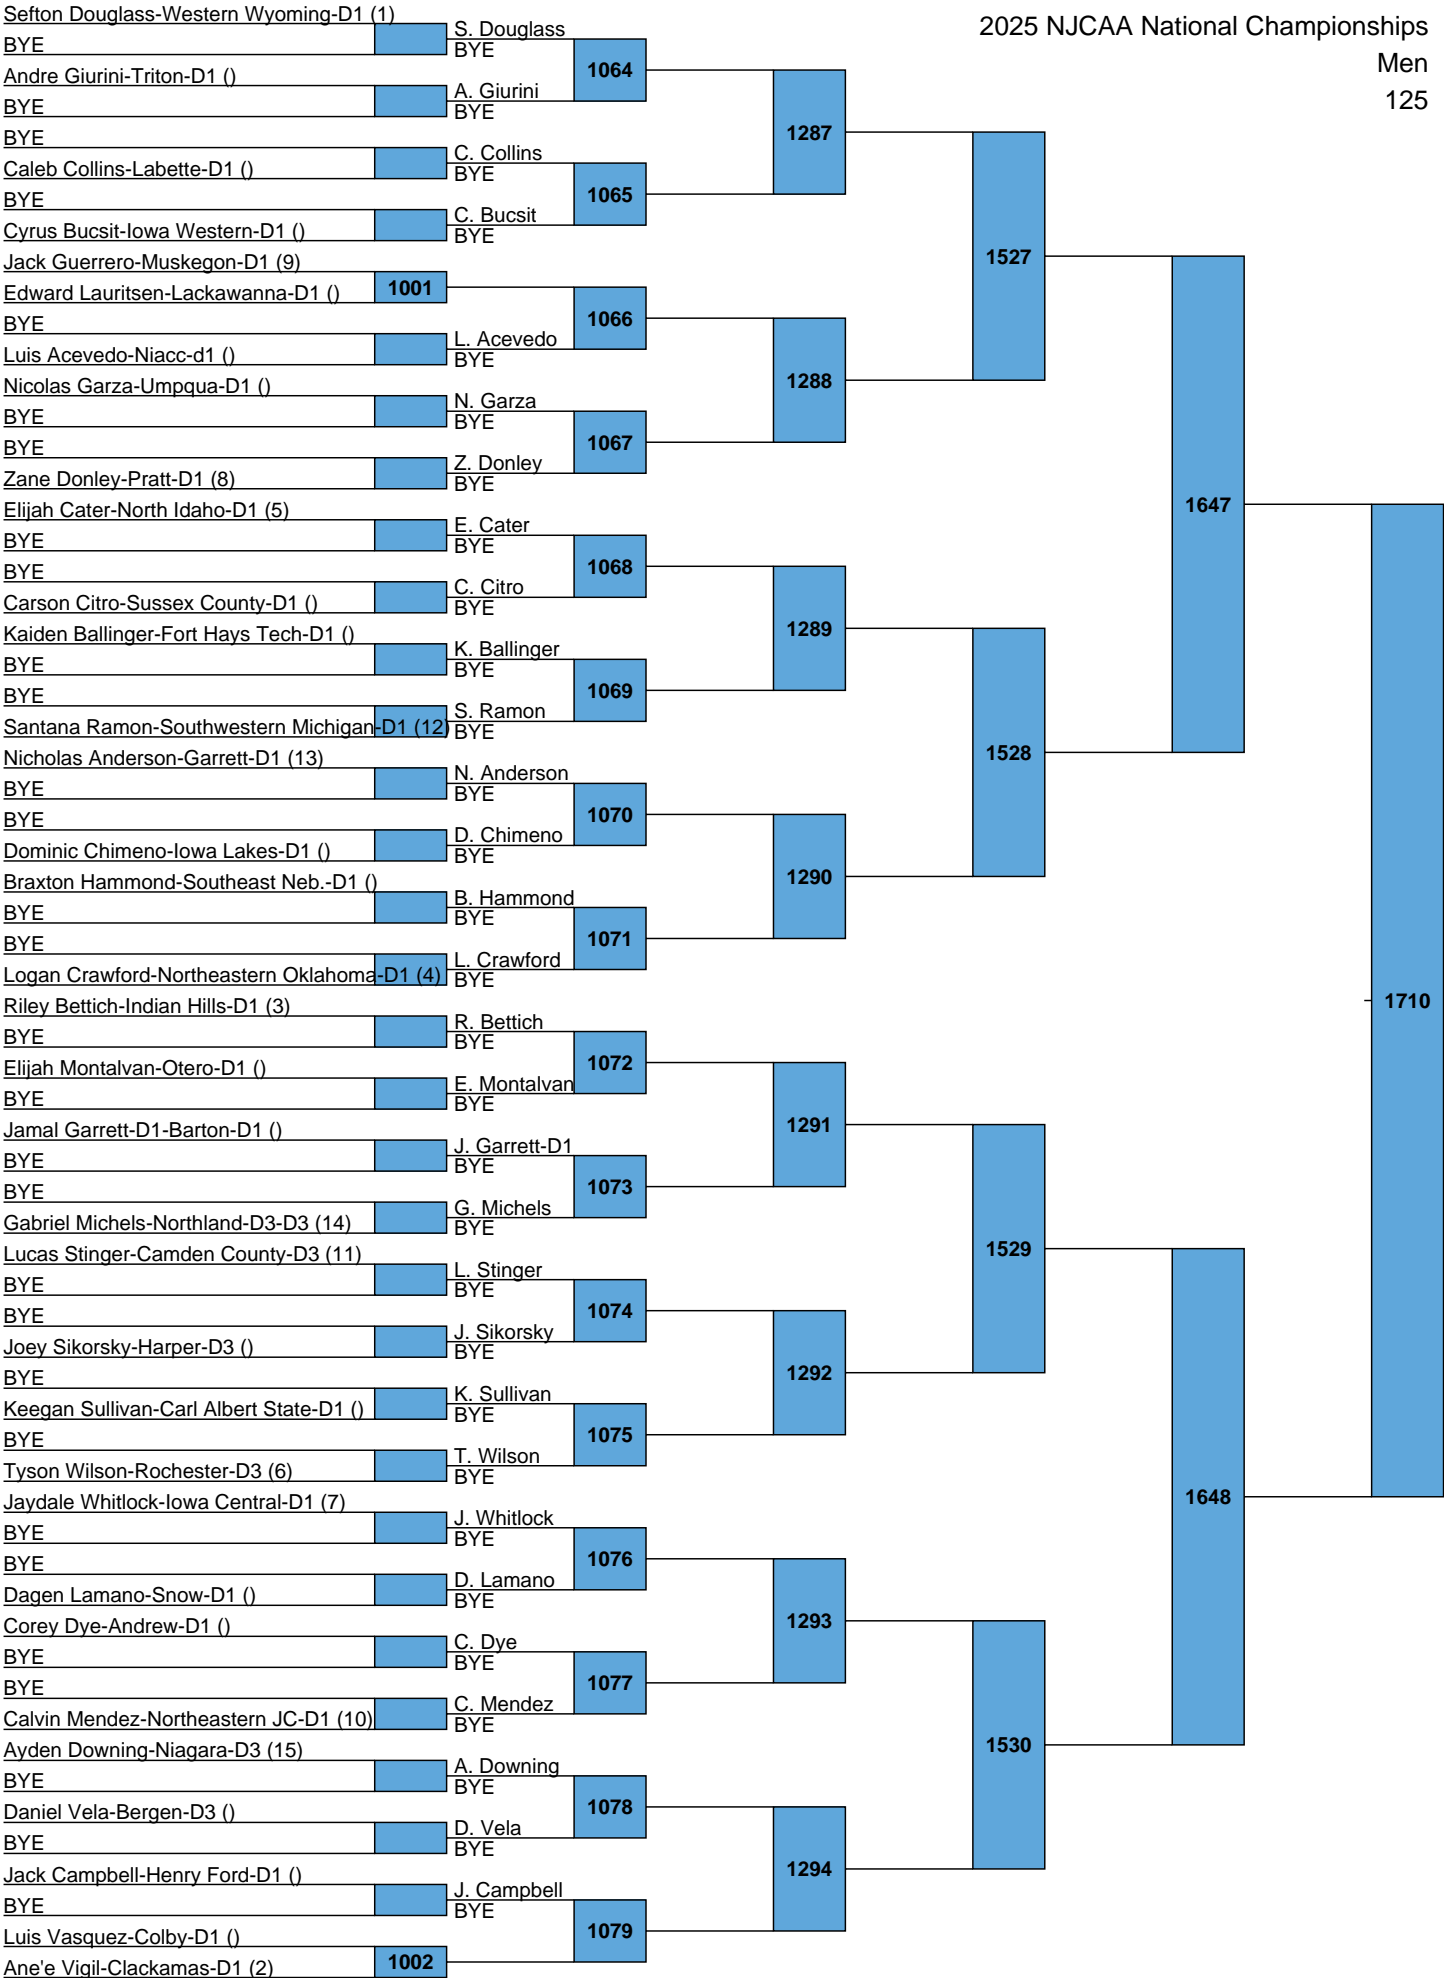 2025 NJCAA National Championships
Men
125
Sefton Douglass-Western Wyoming-D1 (1)
BYE
Andre Giurini-Triton-D1 ()
BYE
BYE
Caleb Collins-Labette-D1 ()
BYE
Cyrus Bucsit-Iowa Western-D1 ()
Jack Guerrero-Muskegon-D1 (9)
Edward Lauritsen-Lackawanna-D1 ()
BYE
Luis Acevedo-Niacc-d1 ()
Nicolas Garza-Umpqua-D1 ()
BYE
BYE
Zane Donley-Pratt-D1 (8)
Elijah Cater-North Idaho-D1 (5)
BYE
BYE
Carson Citro-Sussex County-D1 ()
Kaiden Ballinger-Fort Hays Tech-D1 ()
BYE
BYE
Santana Ramon-Southwestern Michigan-D1 (12)
Nicholas Anderson-Garrett-D1 (13)
BYE
BYE
Dominic Chimeno-Iowa Lakes-D1 ()
Braxton Hammond-Southeast Neb.-D1 ()
BYE
BYE
Logan Crawford-Northeastern Oklahoma-D1 (4)
Riley Bettich-Indian Hills-D1 (3)
BYE
Elijah Montalvan-Otero-D1 ()
BYE
Jamal Garrett-D1-Barton-D1 ()
BYE
BYE
Gabriel Michels-Northland-D3-D3 (14)
Lucas Stinger-Camden County-D3 (11)
BYE
BYE
Joey Sikorsky-Harper-D3 ()
BYE
Keegan Sullivan-Carl Albert State-D1 ()
BYE
Tyson Wilson-Rochester-D3 (6)
Jaydale Whitlock-Iowa Central-D1 (7)
BYE
BYE
Dagen Lamano-Snow-D1 ()
Corey Dye-Andrew-D1 ()
BYE
BYE
Calvin Mendez-Northeastern JC-D1 (10)
Ayden Downing-Niagara-D3 (15)
BYE
Daniel Vela-Bergen-D3 ()
BYE
Jack Campbell-Henry Ford-D1 ()
BYE
Luis Vasquez-Colby-D1 ()
Ane'e Vigil-Clackamas-D1 (2)
1001
1002
S. Douglass
BYE
A. Giurini
BYE
C. Collins
BYE
C. Bucsit
BYE
L. Acevedo
BYE
N. Garza
BYE
Z. Donley
BYE
E. Cater
BYE
C. Citro
BYE
K. Ballinger
BYE
S. Ramon
BYE
N. Anderson
BYE
D. Chimeno
BYE
B. Hammond
BYE
L. Crawford
BYE
R. Bettich
BYE
E. Montalvan
BYE
J. Garrett-D1
BYE
G. Michels
BYE
L. Stinger
BYE
J. Sikorsky
BYE
K. Sullivan
BYE
T. Wilson
BYE
J. Whitlock
BYE
D. Lamano
BYE
C. Dye
BYE
C. Mendez
BYE
A. Downing
BYE
D. Vela
BYE
J. Campbell
BYE
1064
1065
1066
1067
1068
1069
1070
1071
1072
1073
1074
1075
1076
1077
1078
1079
1287
1288
1289
1290
1291
1292
1293
1294
1527
1528
1529
1530
1647
1648
1710